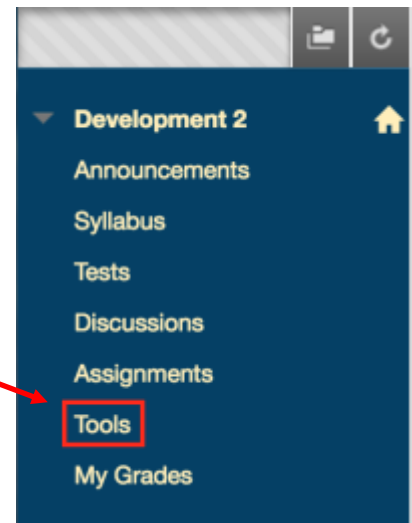 Development 2
Announcements
Syllabus
Tests
Discussions
Assignments
Tools
My Grades